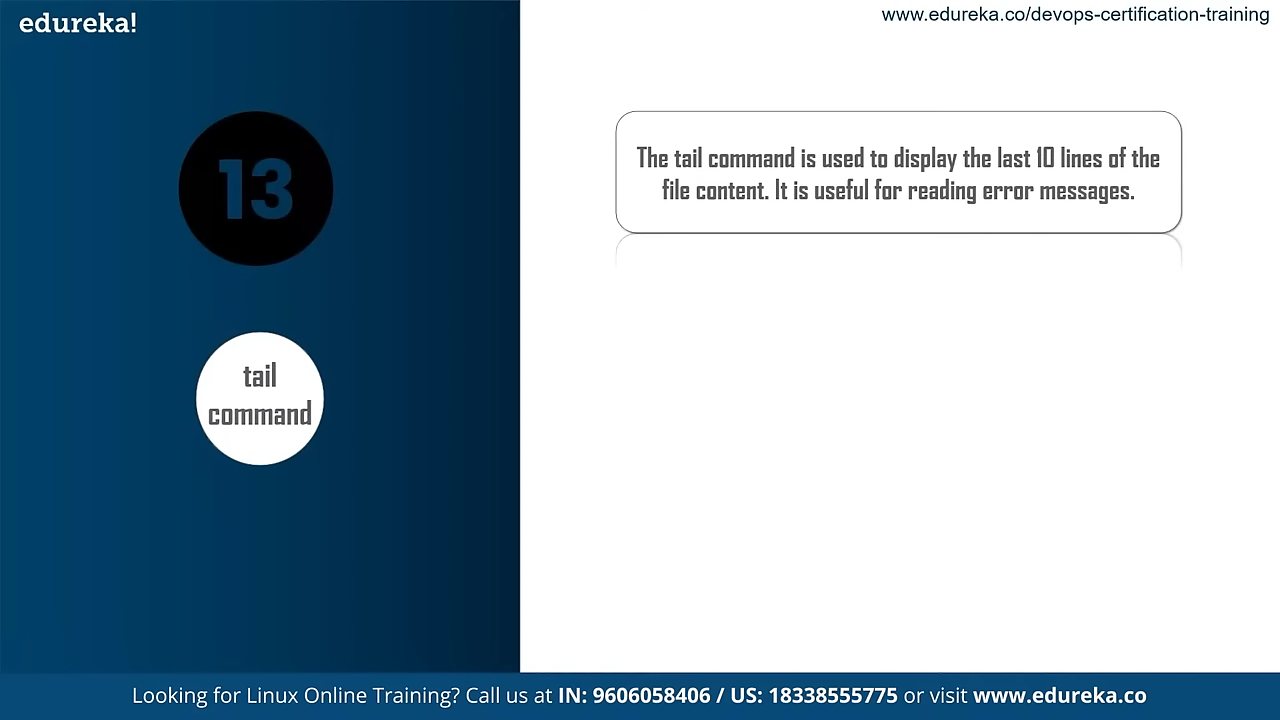 edureka!
www.edureka.co/devops-certification-training
13
tail
command
The tail command is used to display the last 10 lines of the
file content. It is useful for reading error messages.
Looking for Linux Online Training? Call us at IN: 9606058406 / US: 18338555775 or visit www.edureka.co